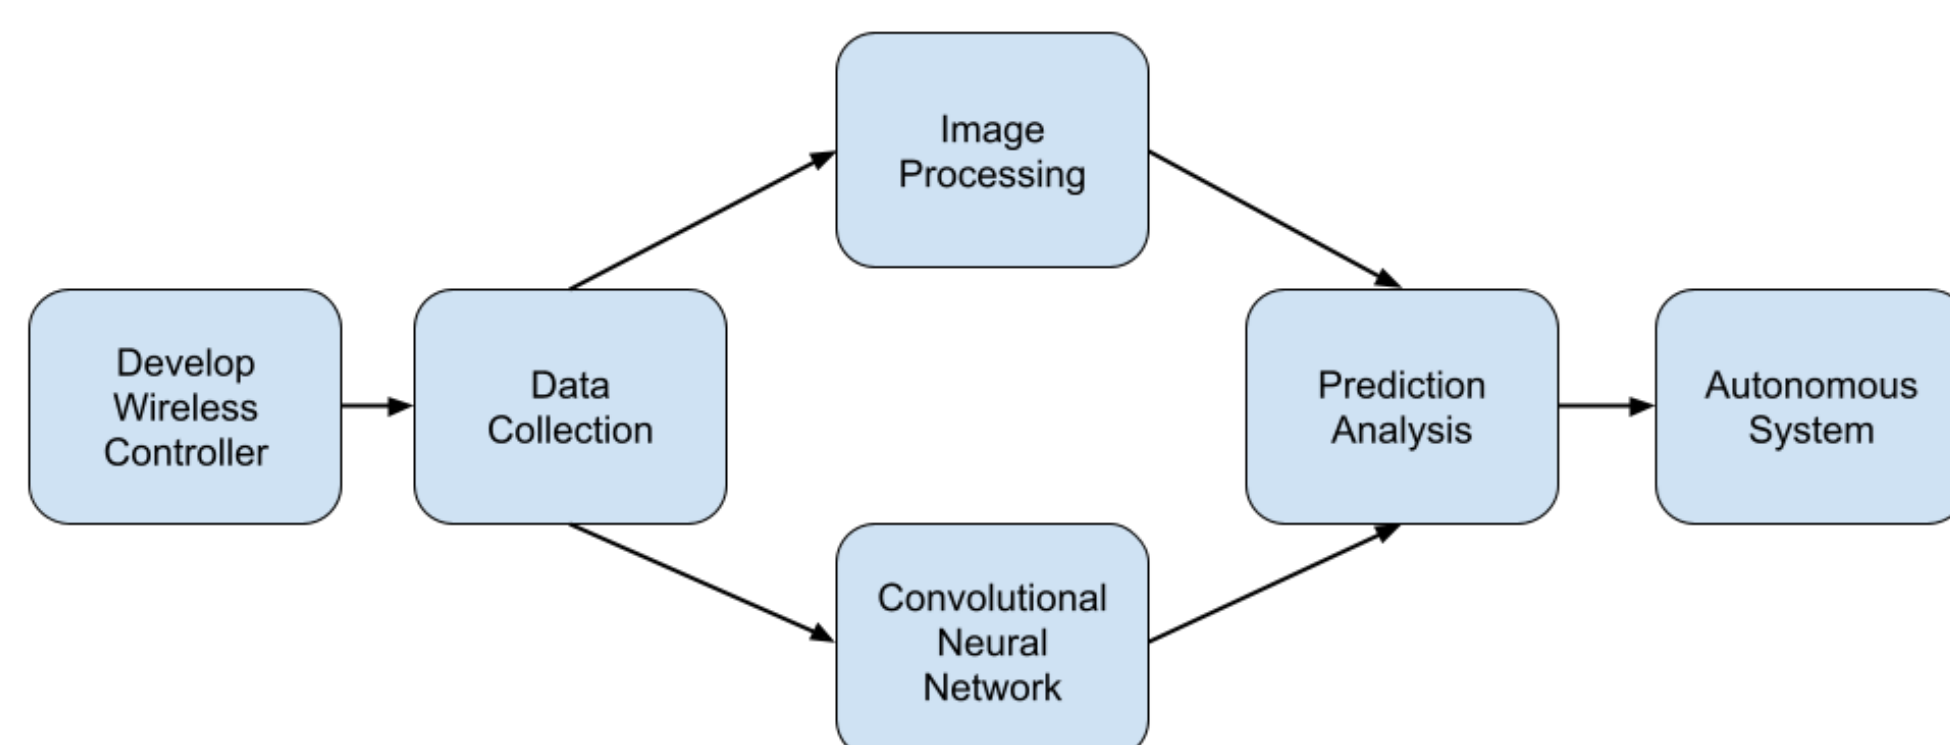 Develop
Wireless
Controller
Data
Collection
Image
Processing
Convolutional
Neural
Network
Prediction
Analysis
Autonomous
System